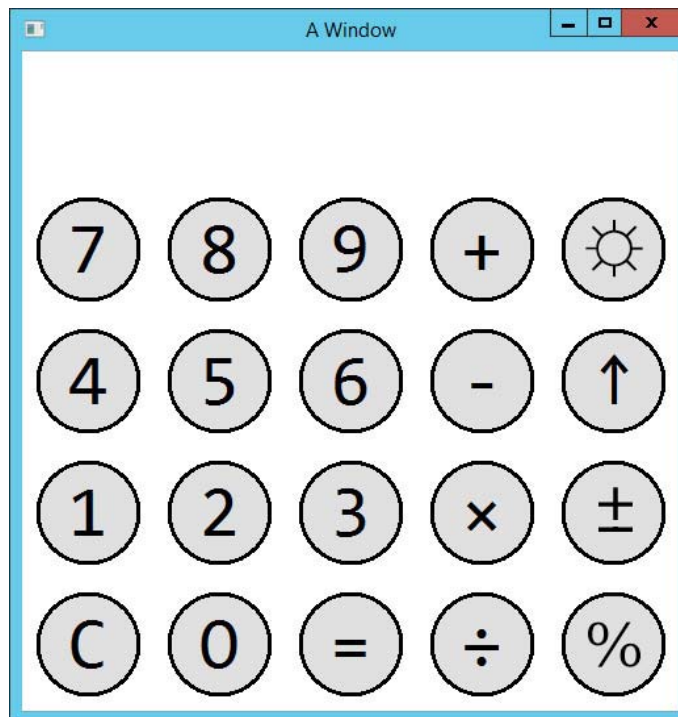 A Window
7 8 9 + ☼
4 5 6 - ↑
1 2 3 × ±
C 0 = ÷ %